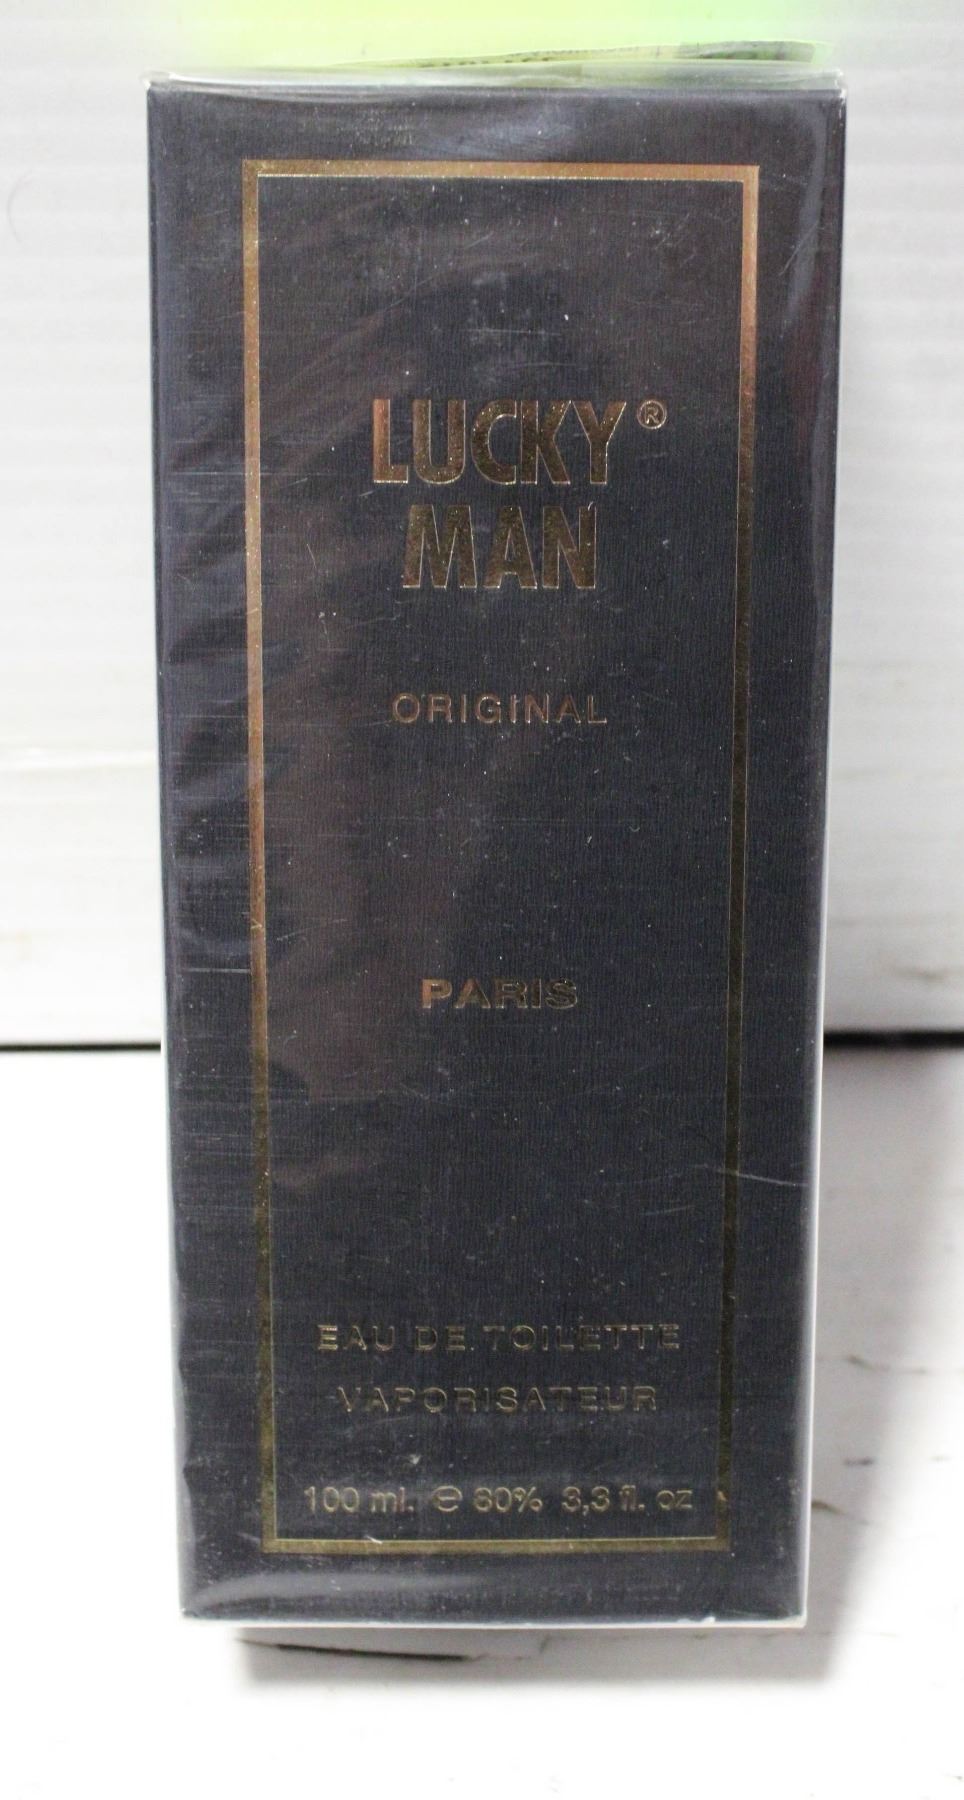 LUCKY®
MAN
ORIGINAL
PARIS
EAU DE TOILETTE
VAPORISATEUR
100 ml. ℮ 80% 3,3 fl. oz